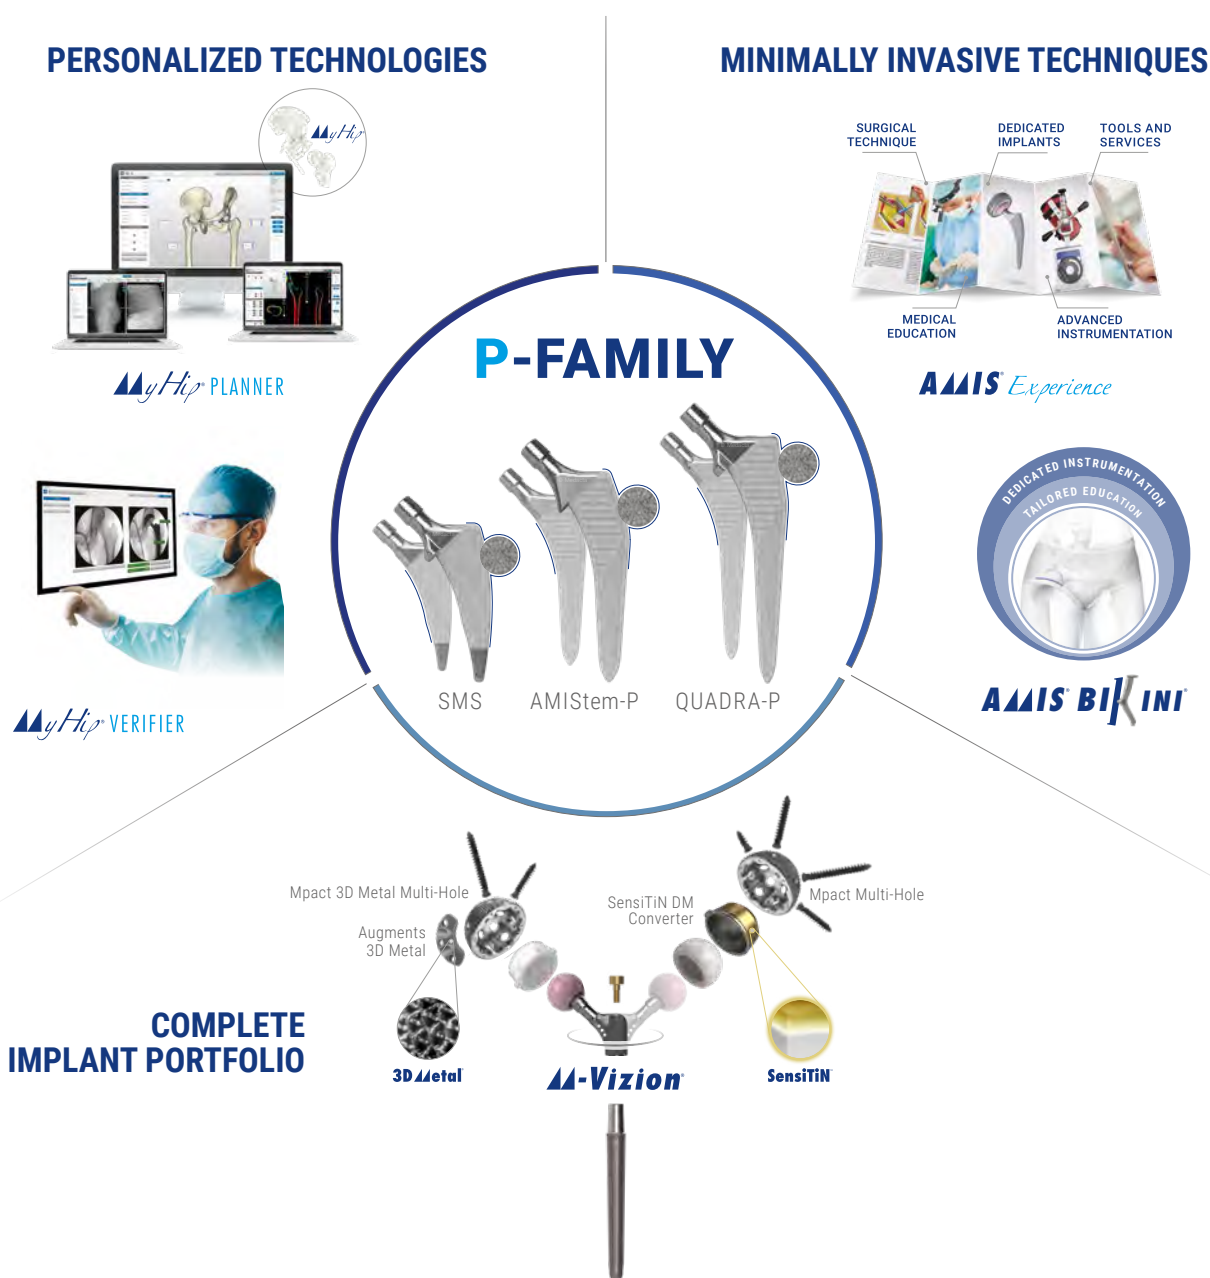 PERSONALIZED TECHNOLOGIES
MyHip
MyHip® PLANNER
MyHip® VERIFIER
MINIMALLY INVASIVE TECHNIQUES
SURGICAL
TECHNIQUE
DEDICATED
IMPLANTS
TOOLS AND
SERVICES
MEDICAL
EDUCATION
ADVANCED
INSTRUMENTATION
AMIS® Experience
DEDICATED INSTRUMENTATION
TAILORED EDUCATION
AMIS® BIKINI®
P-FAMILY
SMS
AMIStem-P
QUADRA-P
COMPLETE
IMPLANT PORTFOLIO
Mpact 3D Metal Multi-Hole
Augments
3D Metal
3D Metal
SensiTiN DM
Converter
Mpact Multi-Hole
M-Vizion®
SensiTiN